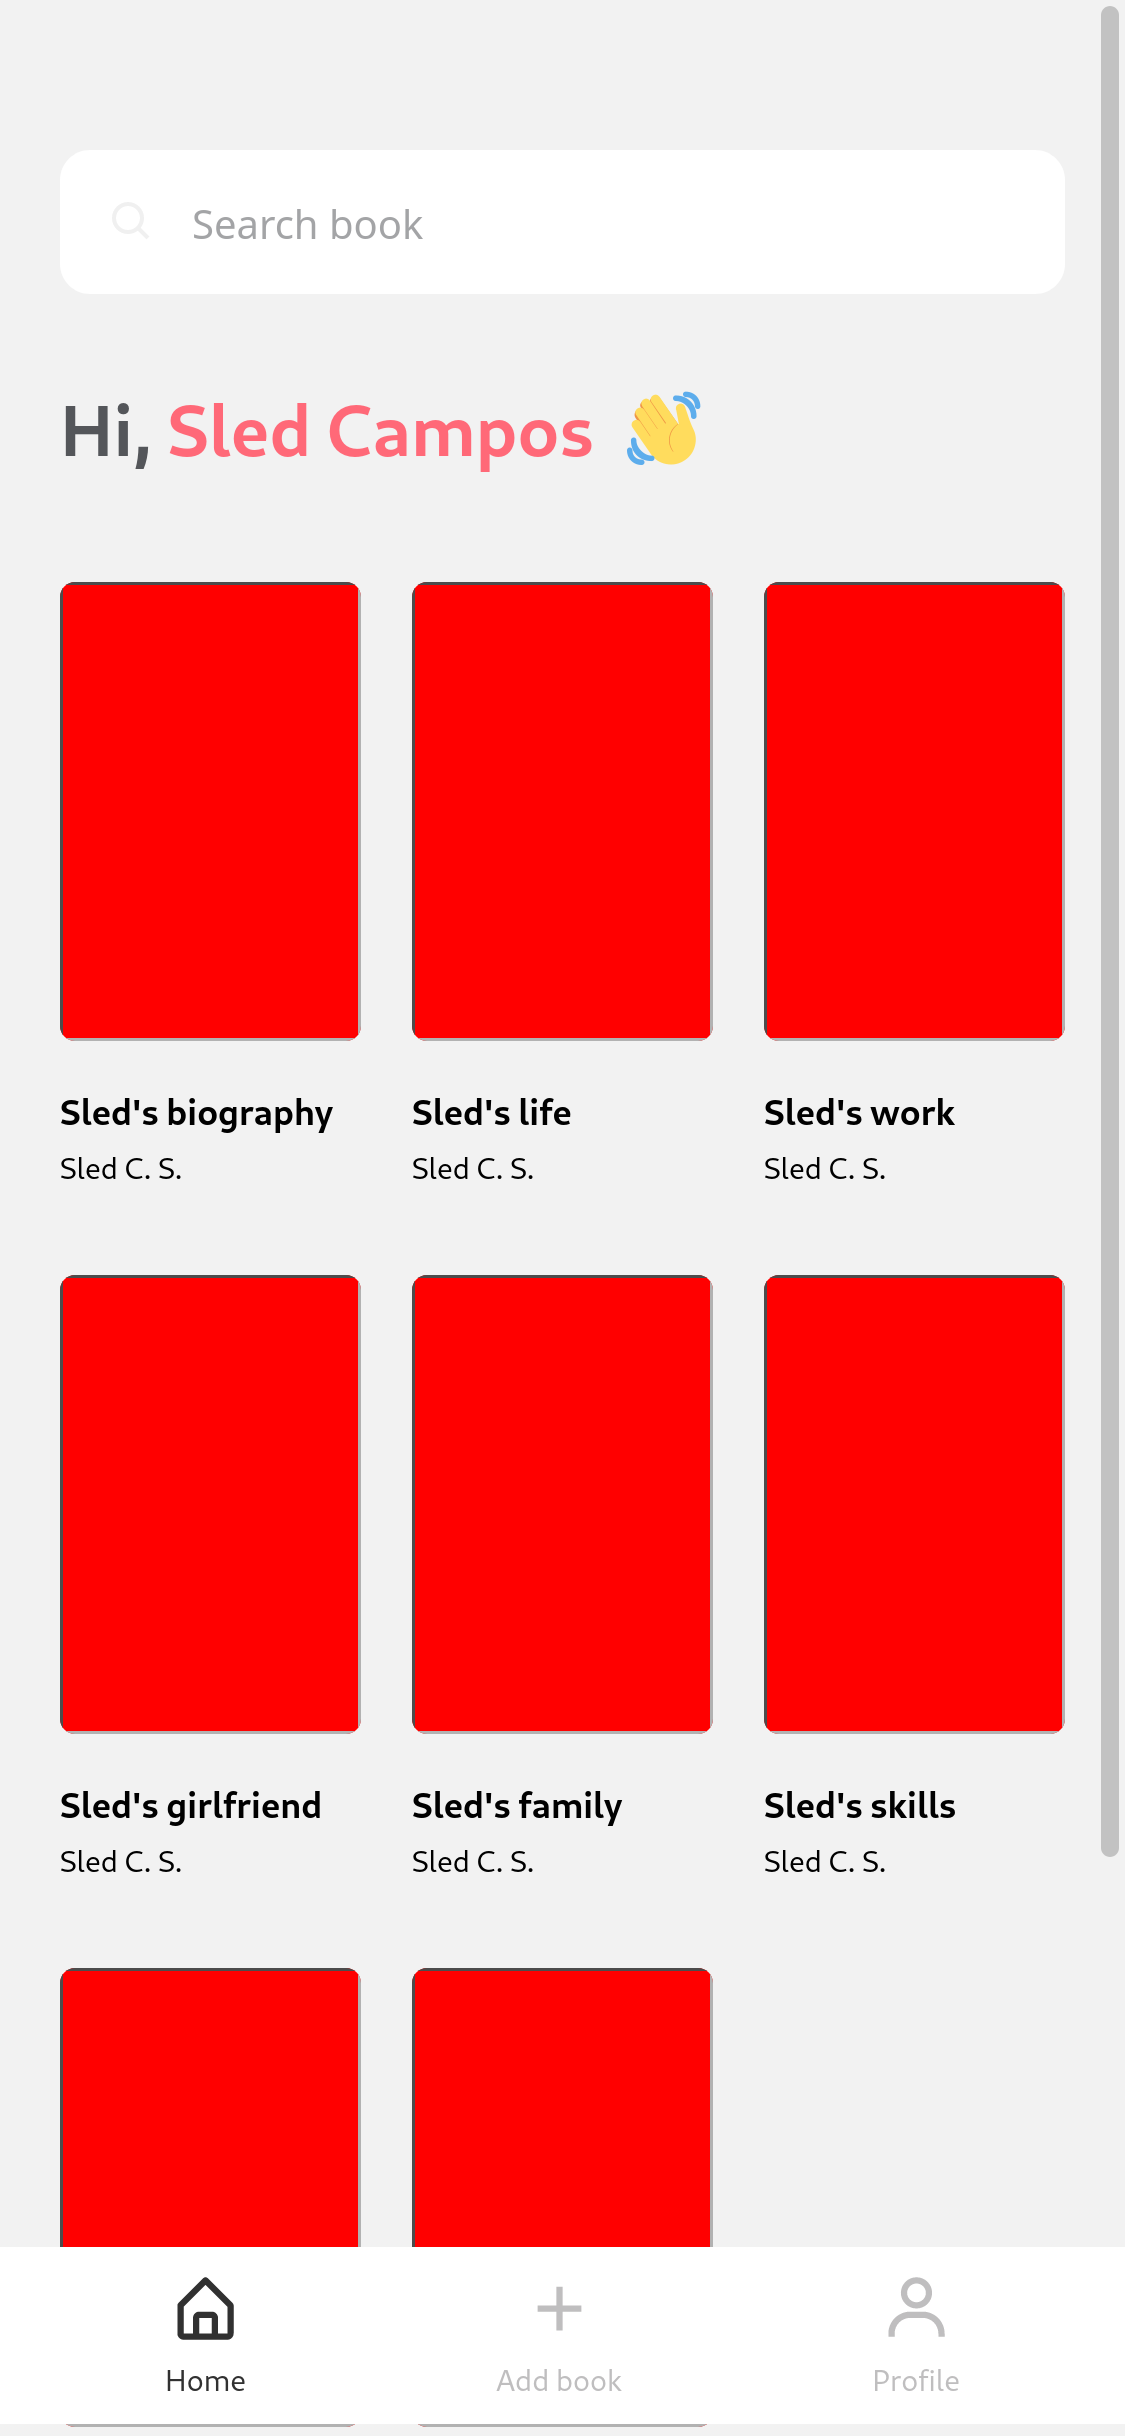 Search book
Hi, Sled Campos 👋
Sled's biography
Sled C. S.
Sled's life
Sled C. S.
Sled's work
Sled C. S.
Sled's girlfriend
Sled C. S.
Sled's family
Sled C. S.
Sled's skills
Sled C. S.
Home
Add book
Profile